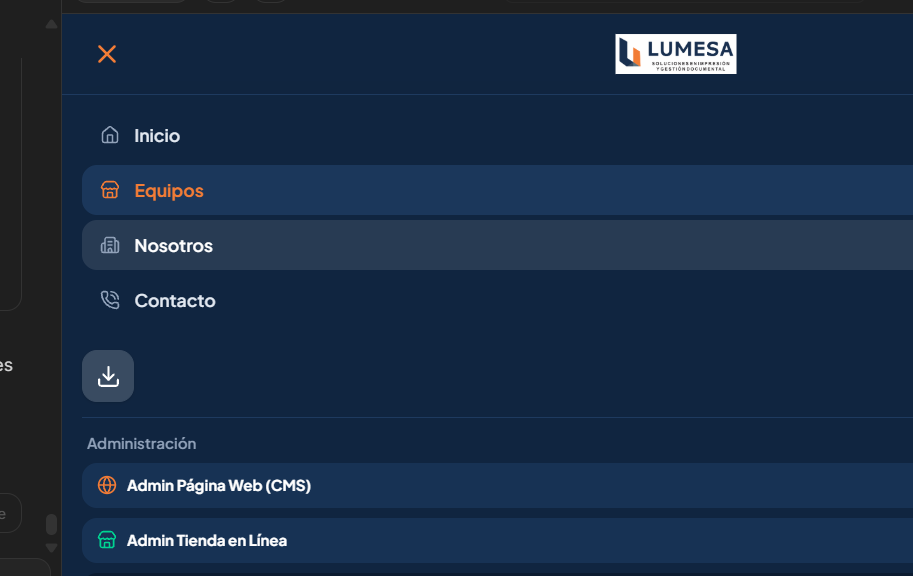 LUMESA
SOLUCIONES EN IMPRESIÓN
Y GESTIÓN DOCUMENTAL
Inicio
Equipos
Nosotros
Contacto
es
Administración
e
Admin Página Web (CMS)
Admin Tienda en Línea